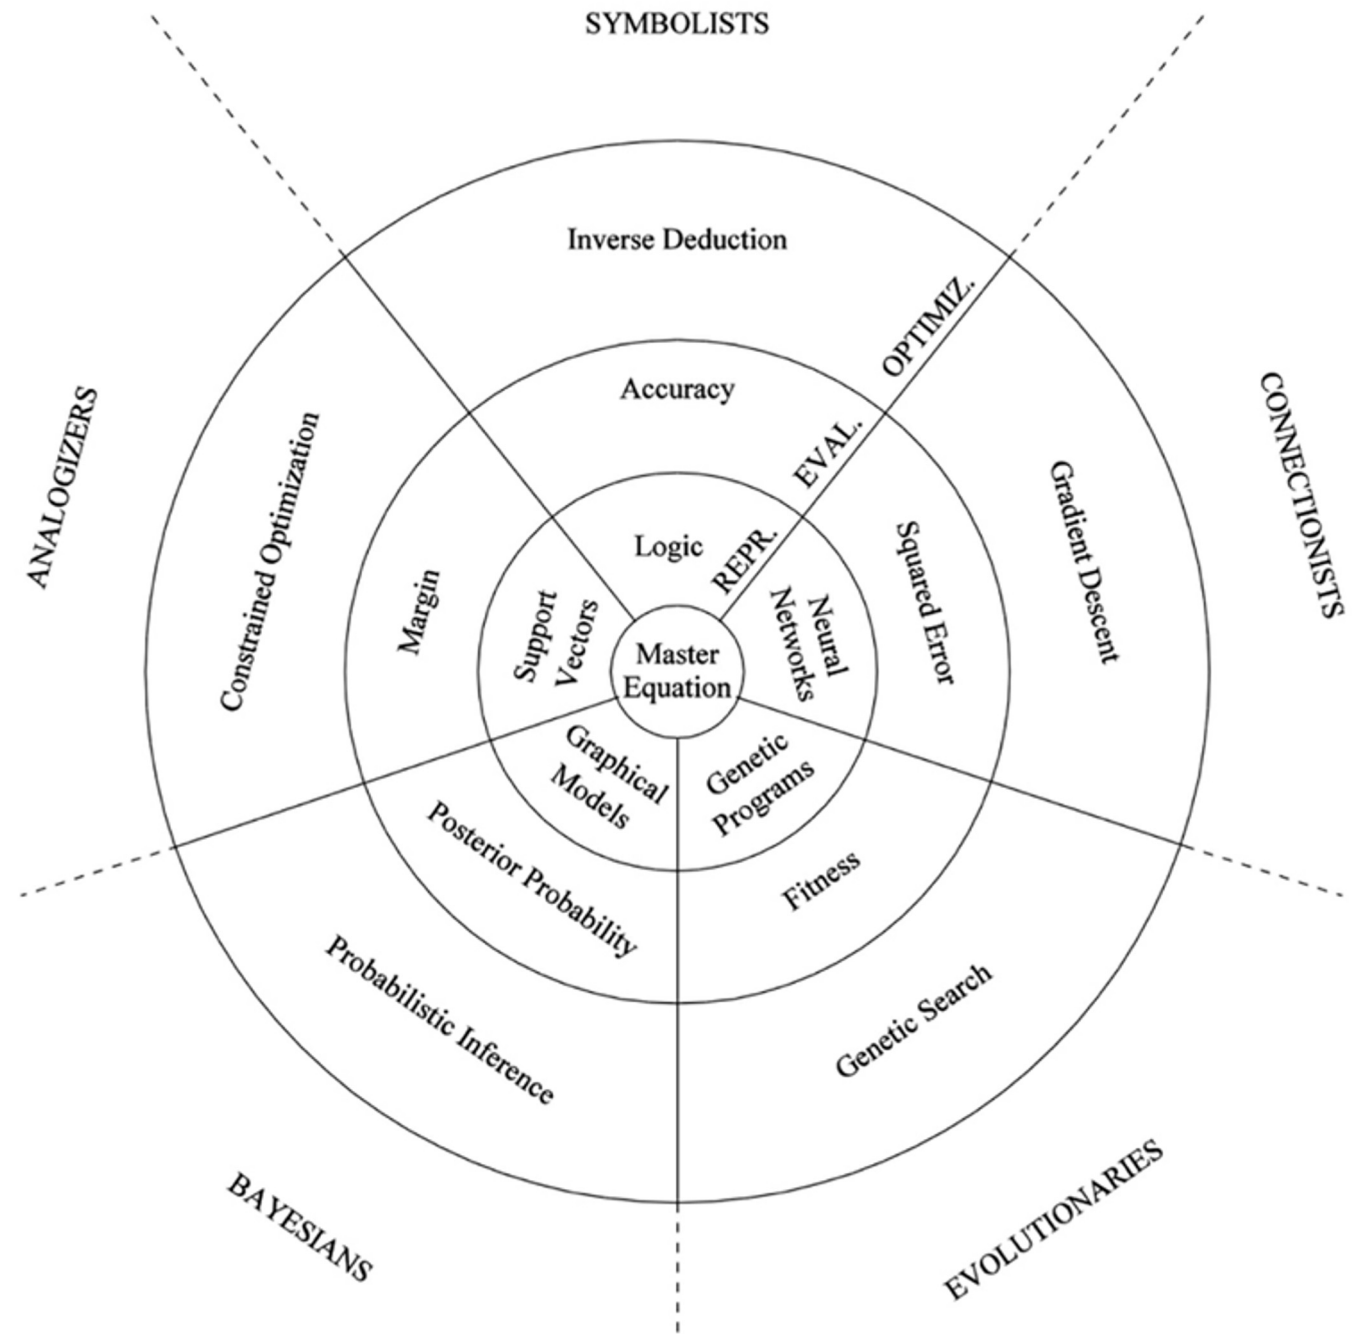 SYMBOLISTS
Inverse Deduction
OPTIMIZ.
Accuracy
EVAL.
Logic
REPR.
ANALOGIZERS
Constrained Optimization
Margin
Support
Vectors
Master
Equation
Neural
Networks
Squared Error
Gradient Descent
CONNECTIONISTS
Graphical
Models
Genetic
Programs
Posterior Probability
Fitness
Probabilistic Inference
Genetic Search
BAYESIANS
EVOLUTIONARIES